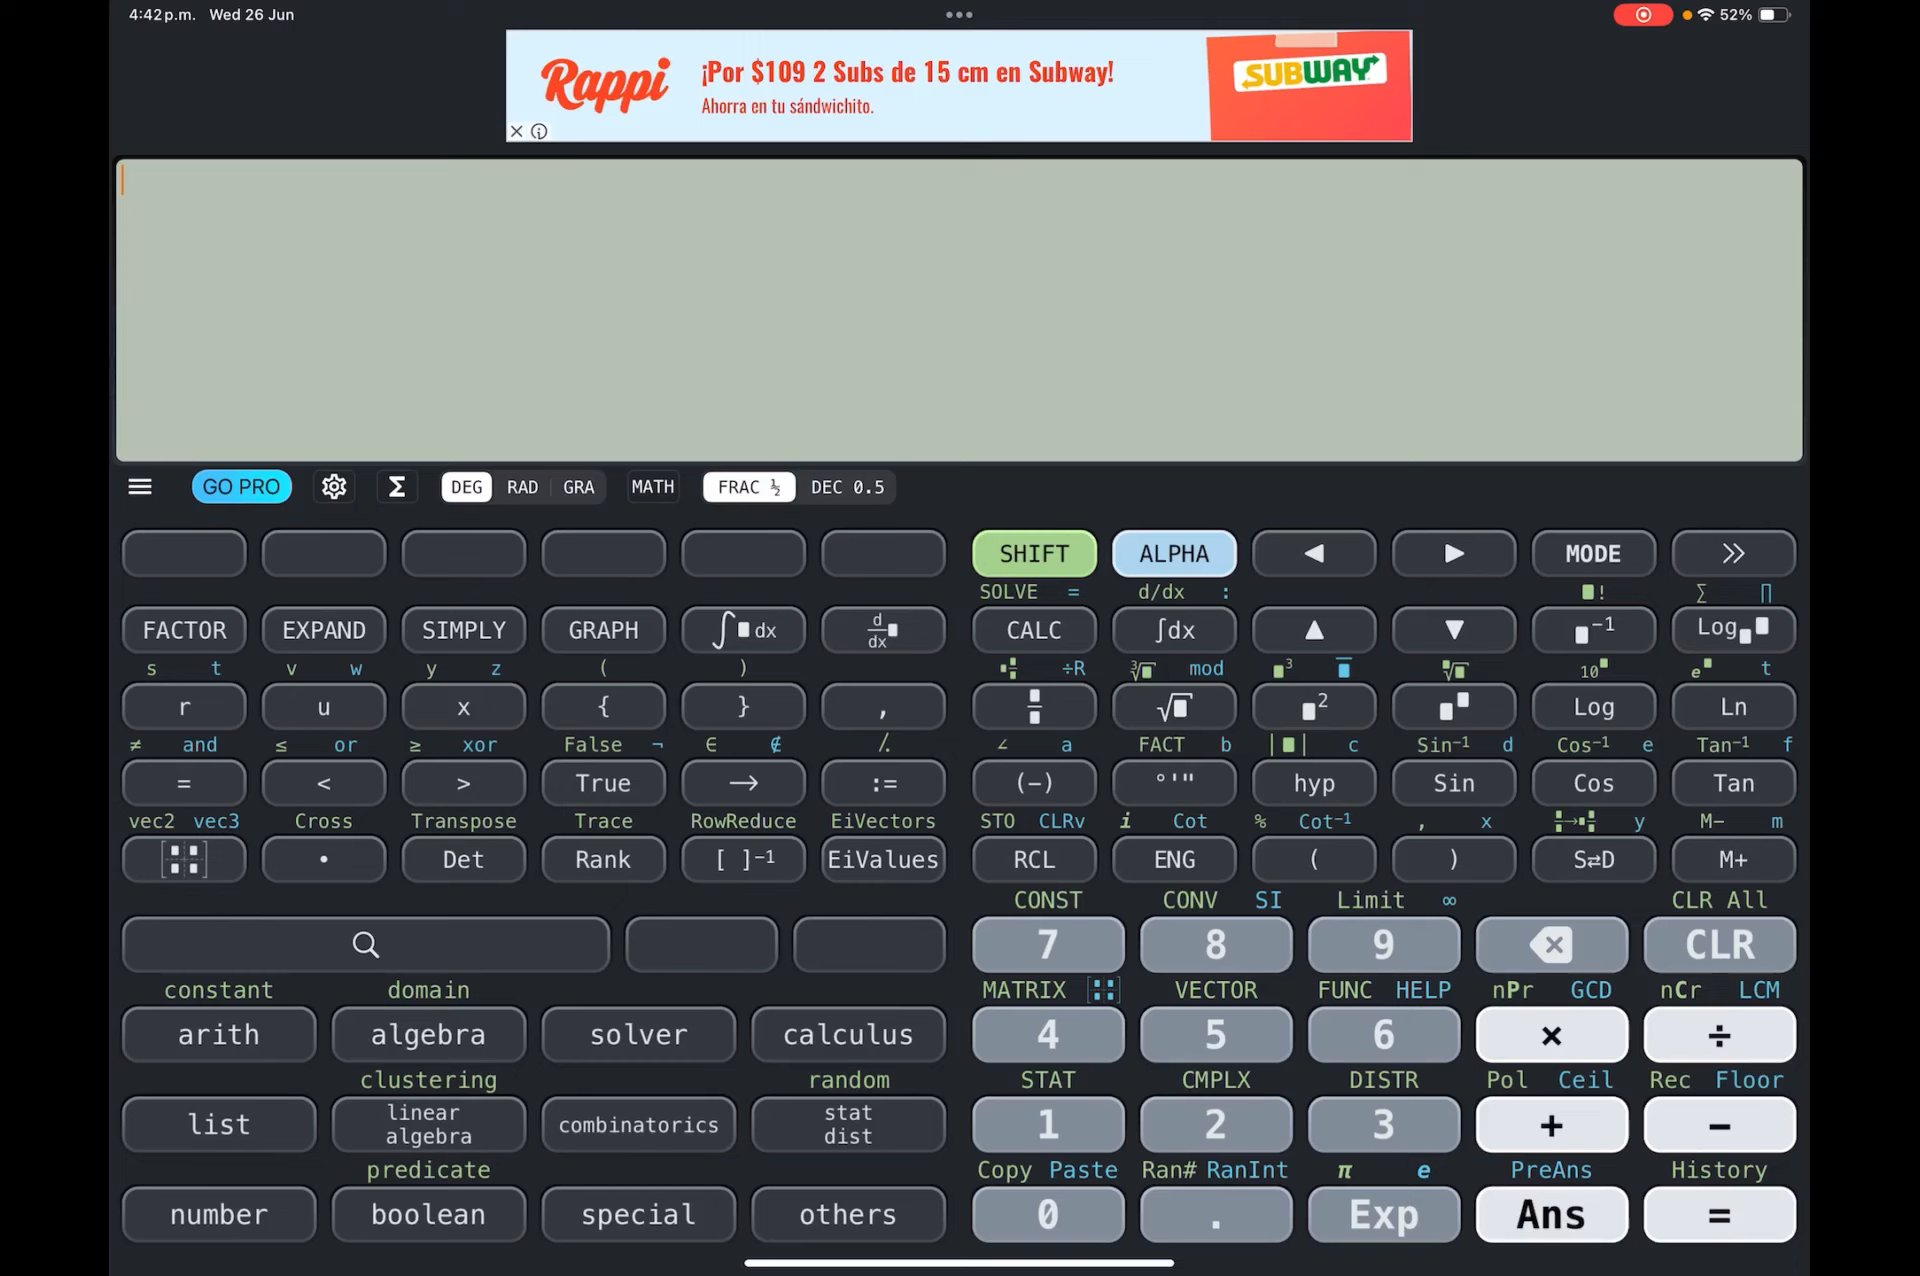 4:42 p.m. Wed 26 Jun
52%
Rappi
¡Por $109 2 Subs de 15 cm en Subway!
Ahorra en tu sándwichito.
SUBWAY
GO PRO Σ DEG RAD GRA MATH FRAC ½ DEC 0.5
SHIFT ALPHA ◀ ▶ MODE »
SOLVE = d/dx : ■! ∑ ∏
FACTOR EXPAND SIMPLY GRAPH ∫■dx d/dx■ CALC ∫dx ▲ ▼ ■⁻¹ Log■■
s t v w y z ( ) ■■/■ ÷R ³√■ mod ■³ ■√■ 10■ e■ t
r u x { } , ■/■ √■ ■² ■■ Log Ln
≠ and ≤ or ≥ xor False ¬ ∈ ∉ /. ∠ a FACT b |■| c Sin⁻¹ d Cos⁻¹ e Tan⁻¹ f
= < > True → := (−) °'" hyp Sin Cos Tan
vec2 vec3 Cross Transpose Trace RowReduce EiVectors STO CLRv i Cot % Cot⁻¹ , x y M− m
• Det Rank [ ]⁻¹ EiValues RCL ENG ( ) S⇄D M+
CONST CONV SI Limit ∞ CLR All
7 8 9 CLR
constant domain MATRIX VECTOR FUNC HELP nPr GCD nCr LCM
arith algebra solver calculus 4 5 6 × ÷
clustering random STAT CMPLX DISTR Pol Ceil Rec Floor
list linear algebra combinatorics stat dist 1 2 3 + −
predicate Copy Paste Ran# RanInt π e PreAns History
number boolean special others 0 . Exp Ans =